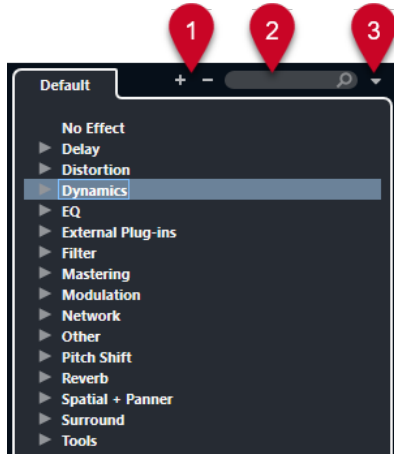 1 2 3
Default + −
No Effect
Delay
Distortion
Dynamics
EQ
External Plug-ins
Filter
Mastering
Modulation
Network
Other
Pitch Shift
Reverb
Spatial + Panner
Surround
Tools